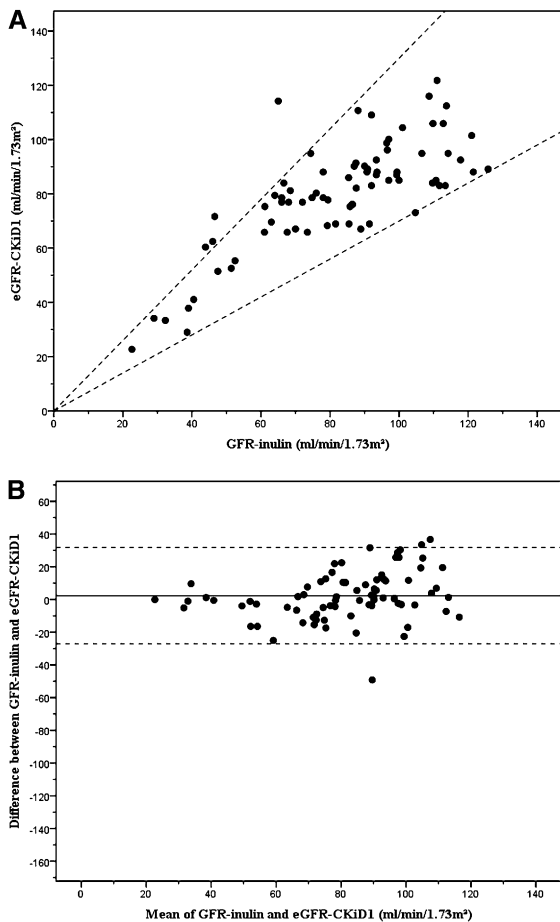 A
140
120
100
80
60
40
20
0
eGFR-CKiD1 (ml/min/1.73m²)
0 20 40 60 80 100 120 140
GFR-inulin (ml/min/1.73m²)
B
60
40
20
0
-20
-40
-60
-80
-100
-120
-140
-160
Difference between GFR-inulin and eGFR-CKiD1
0 20 40 60 80 100 120 140
Mean of GFR-inulin and eGFR-CKiD1 (ml/min/1.73m²)